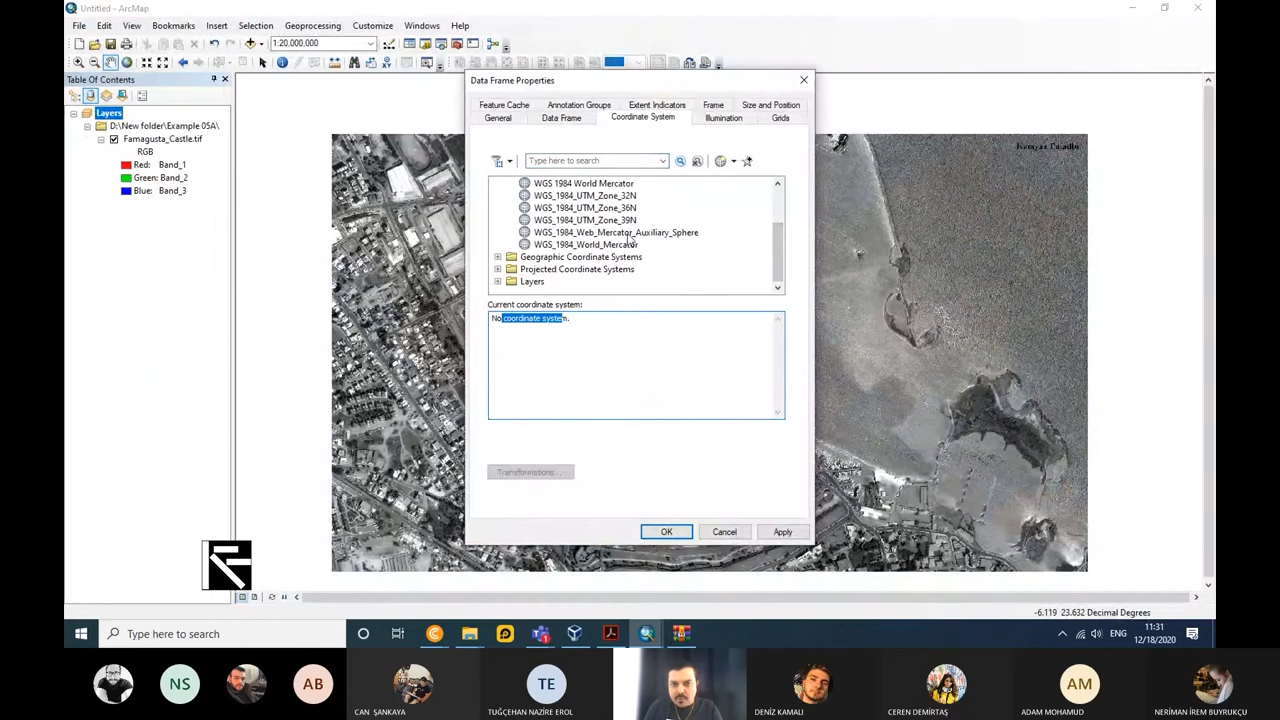 Untitled - ArcMap
File Edit View Bookmarks Insert Selection Geoprocessing Customize Windows Help
1:20,000,000
Table Of Contents
Layers
D:\New folder\Example 05A\
Famagusta_Castle.tif
RGB
Red: Band_1
Green: Band_2
Blue: Band_3
Data Frame Properties
Feature Cache Annotation Groups Extent Indicators Frame Size and Position
General Data Frame Coordinate System Illumination Grids
Type here to search
WGS 1984 World Mercator
WGS_1984_UTM_Zone_32N
WGS_1984_UTM_Zone_36N
WGS_1984_UTM_Zone_39N
WGS_1984_Web_Mercator_Auxiliary_Sphere
WGS_1984_World_Mercator
Geographic Coordinate Systems
Projected Coordinate Systems
Layers
Current coordinate system:
No coordinate system.
Transformations...
OK Cancel Apply
-6.119 23.632 Decimal Degrees
Type here to search
ENG
11:31
12/18/2020
NS
AB
TE
AM
CAN ŞANKAYA
TUĞÇEHAN NAZİRE EROL
DENİZ KAMALI
CEREN DEMİRTAŞ
ADAM MOHAMUD
NERİMAN İREM BUYRUKÇU